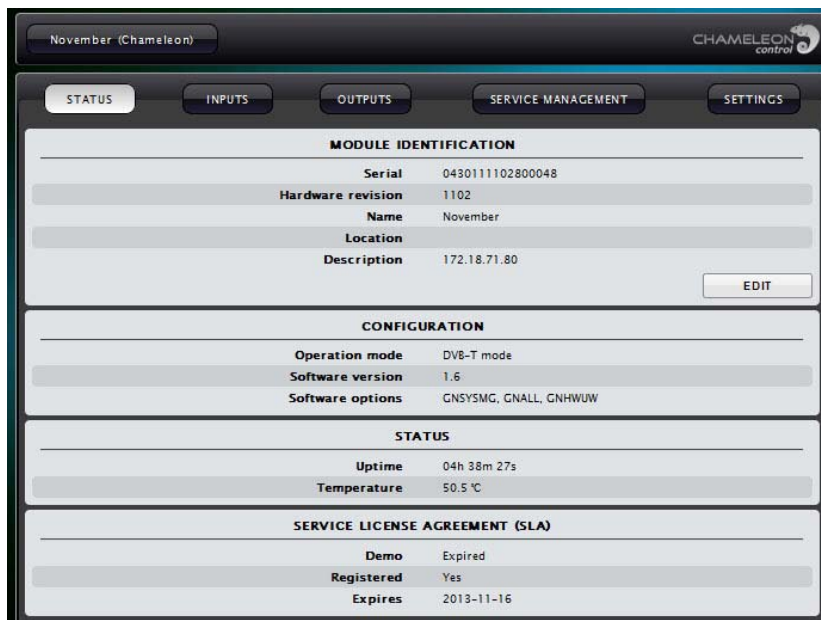 November (Chameleon)
CHAMELEON
control
STATUS INPUTS OUTPUTS SERVICE MANAGEMENT SETTINGS
MODULE IDENTIFICATION
Serial 0430111102800048
Hardware revision 1102
Name November
Location
Description 172.18.71.80
EDIT
CONFIGURATION
Operation mode DVB-T mode
Software version 1.6
Software options GNSYSMG, GNALL, GNHWUW
STATUS
Uptime 04h 38m 27s
Temperature 50.5 °C
SERVICE LICENSE AGREEMENT (SLA)
Demo Expired
Registered Yes
Expires 2013-11-16